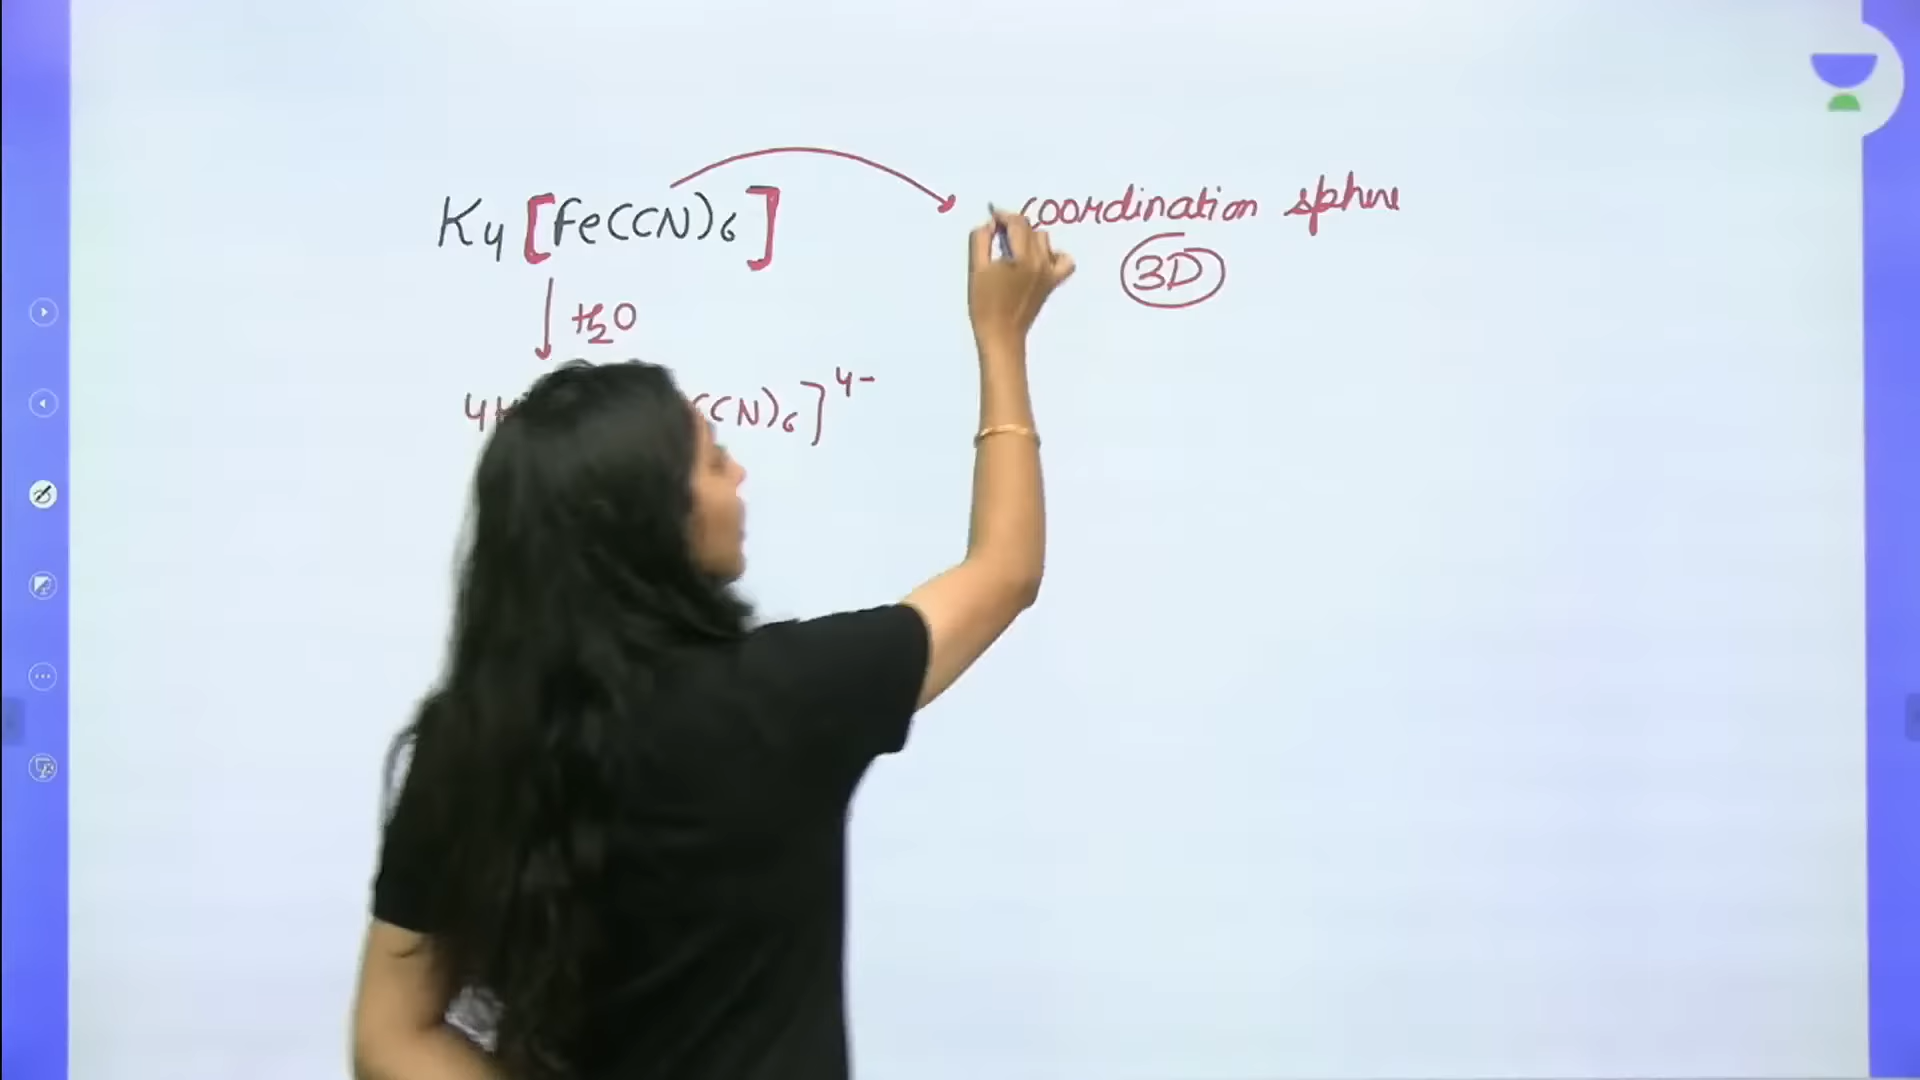 K4[Fe(CN)6]
coordination sphere
3D
H2O
(CN)6]4-